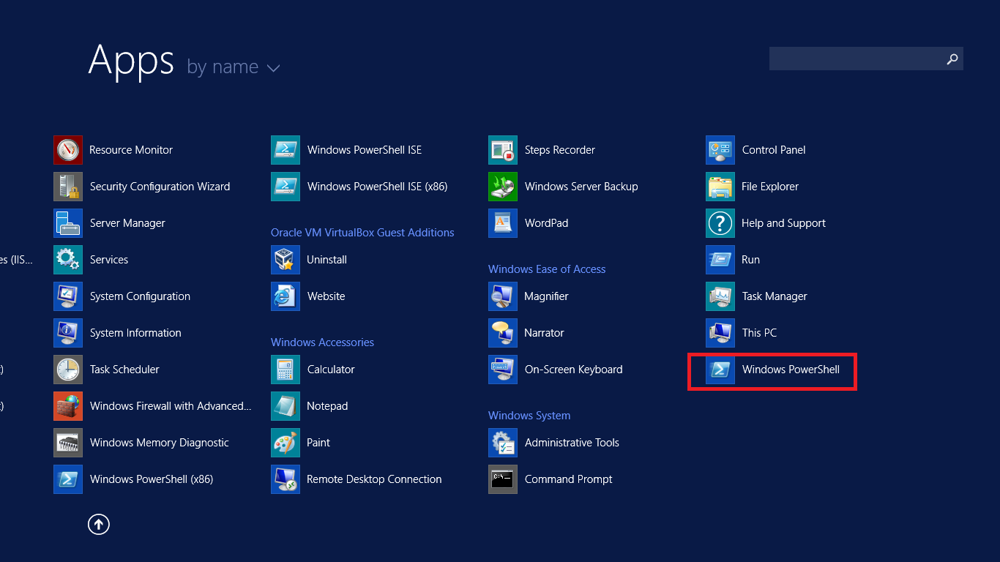 Apps by name
Resource Monitor
Security Configuration Wizard
Server Manager
es (IIS...
Services
System Configuration
System Information
)
Task Scheduler
)
Windows Firewall with Advanced...
Windows Memory Diagnostic
Windows PowerShell (x86)
Windows PowerShell ISE
Windows PowerShell ISE (x86)
Oracle VM VirtualBox Guest Additions
Uninstall
Website
Windows Accessories
Calculator
Notepad
Paint
Remote Desktop Connection
Steps Recorder
Windows Server Backup
WordPad
Windows Ease of Access
Magnifier
Narrator
On-Screen Keyboard
Windows System
Administrative Tools
C:\_
Command Prompt
Control Panel
File Explorer
Help and Support
Run
Task Manager
This PC
Windows PowerShell